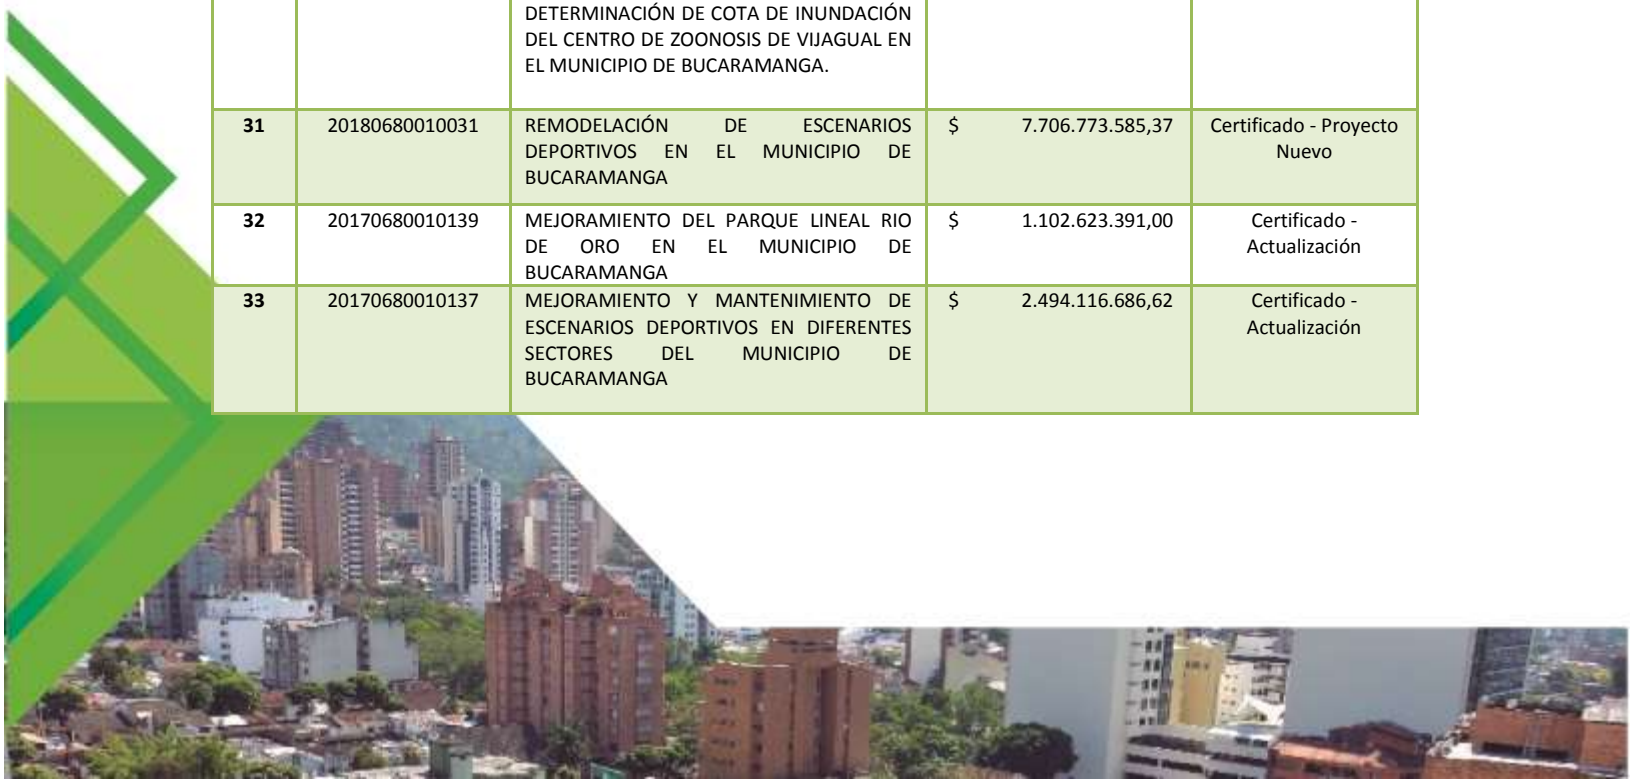 DETERMINACIÓN DE COTA DE INUNDACIÓN
DEL CENTRO DE ZOONOSIS DE VIJAGUAL EN
EL MUNICIPIO DE BUCARAMANGA.
31 20180680010031 REMODELACIÓN DE ESCENARIOS $ 7.706.773.585,37 Certificado - Proyecto
DEPORTIVOS EN EL MUNICIPIO DE Nuevo
BUCARAMANGA
32 20170680010139 MEJORAMIENTO DEL PARQUE LINEAL RIO $ 1.102.623.391,00 Certificado -
DE ORO EN EL MUNICIPIO DE Actualización
BUCARAMANGA
33 20170680010137 MEJORAMIENTO Y MANTENIMIENTO DE $ 2.494.116.686,62 Certificado -
ESCENARIOS DEPORTIVOS EN DIFERENTES Actualización
SECTORES DEL MUNICIPIO DE
BUCARAMANGA